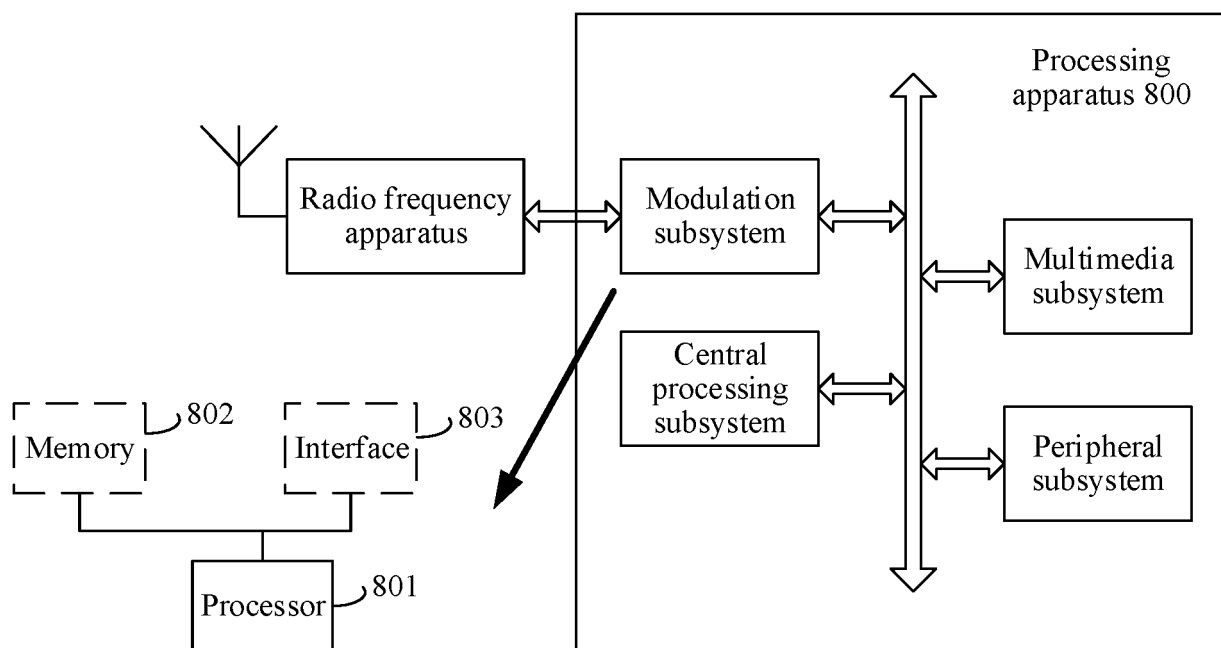 Processing
apparatus 800
Radio frequency
apparatus
Modulation
subsystem
Multimedia
subsystem
Central
processing
subsystem
802
803
Memory
Interface
Peripheral
subsystem
801
Processor